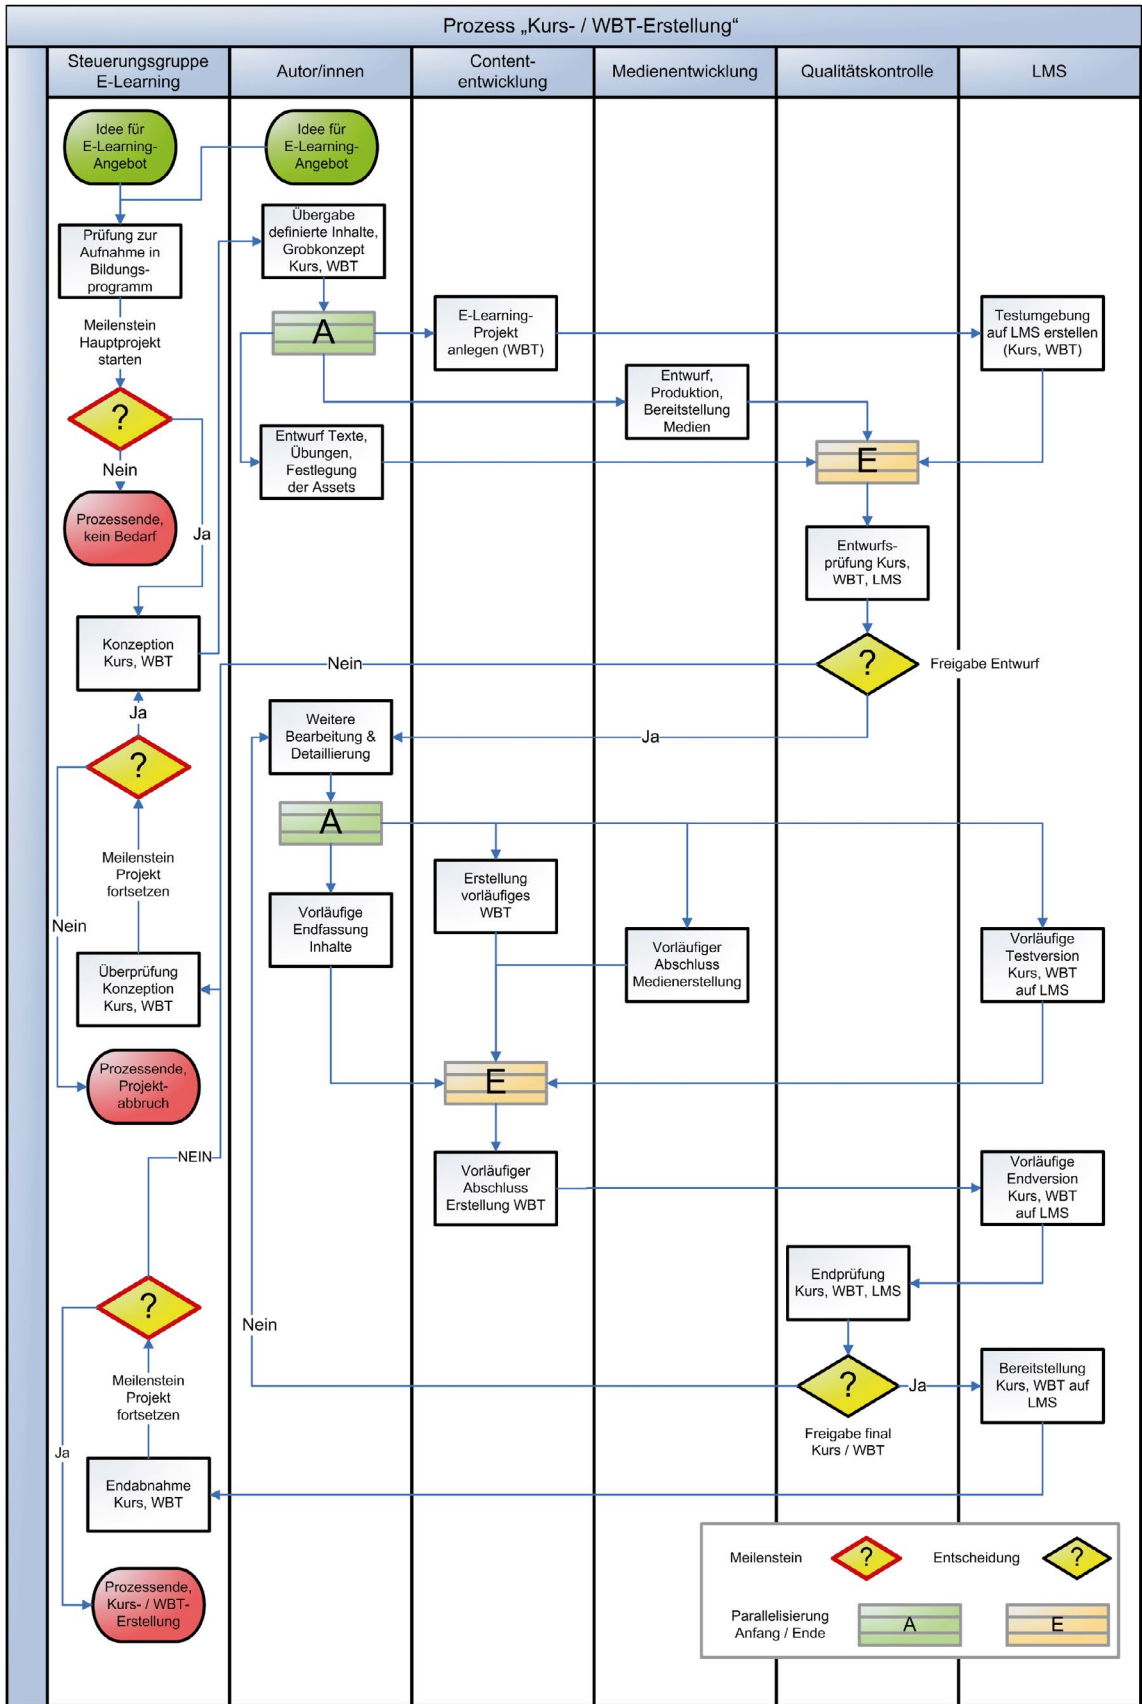 Prozess „Kurs- / WBT-Erstellung“
Steuerungsgruppe
E-Learning
Autor/innen
Content-
entwicklung
Medienentwicklung
Qualitätskontrolle
LMS
Idee für
E-Learning-
Angebot
Idee für
E-Learning-
Angebot
Prüfung zur
Aufnahme in
Bildungs-
programm
Übergabe
definierte Inhalte,
Grobkonzept
Kurs, WBT
Meilenstein
Hauptprojekt
starten
A
E-Learning-
Projekt
anlegen (WBT)
Testumgebung
auf LMS erstellen
(Kurs, WBT)
?
Nein
Entwurf,
Produktion,
Bereitstellung
Medien
Entwurf Texte,
Übungen,
Festlegung
der Assets
E
Prozessende,
kein Bedarf
Ja
Entwurfs-
prüfung Kurs,
WBT, LMS
Konzeption
Kurs, WBT
Nein
?
Freigabe Entwurf
Ja
Weitere
Bearbeitung &
Detaillierung
Ja
?
A
Meilenstein
Projekt
fortsetzen
Erstellung
vorläufiges
WBT
Nein
Vorläufige
Endfassung
Inhalte
Vorläufiger
Abschluss
Medienerstellung
Vorläufige
Testversion
Kurs, WBT
auf LMS
Überprüfung
Konzeption
Kurs, WBT
Prozessende,
Projekt-
abbruch
E
NEIN
Vorläufiger
Abschluss
Erstellung WBT
Vorläufige
Endversion
Kurs, WBT
auf LMS
Endprüfung
Kurs, WBT, LMS
?
Nein
Meilenstein
Projekt
fortsetzen
?
Ja
Bereitstellung
Kurs, WBT auf
LMS
Freigabe final
Kurs / WBT
Ja
Endabnahme
Kurs, WBT
Prozessende,
Kurs- / WBT-
Erstellung
Meilenstein
?
Entscheidung
?
Parallelisierung
Anfang / Ende
A
E